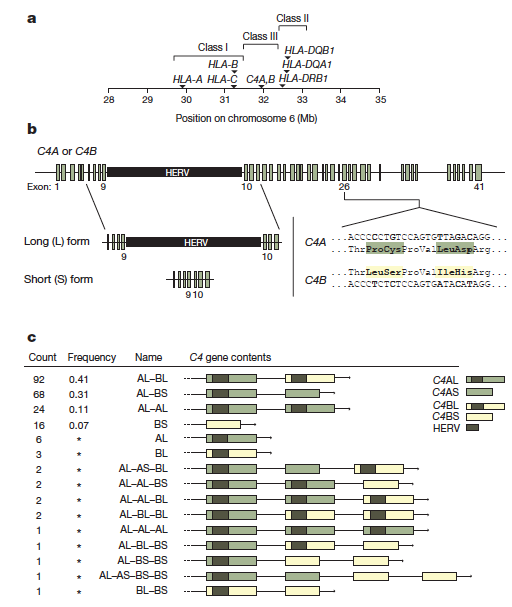 a
Class II
Class III
Class I
HLA-DQB1
HLA-B HLA-DQA1
HLA-A HLA-C C4A,B HLA-DRB1
28 29 30 31 32 33 34 35
Position on chromosome 6 (Mb)
b
C4A or C4B
HERV
Exon: 1 9 10 26 41
Long (L) form HERV
9 10
Short (S) form
9 10
C4A ...ACCCCCTGTCCAGTGTTAGACAGG...
...ThrProCysProValLeuAspArg...
C4B ...ThrLeuSerProValIleHisArg...
...ACCCTCTCTCCAGTGATACATAGG...
c
Count Frequency Name C4 gene contents
92 0.41 AL–BL
68 0.31 AL–BS
24 0.11 AL–AL
16 0.07 BS
6 * AL
3 * BL
2 * AL–AS–BL
2 * AL–AL–BS
2 * AL–AL–BL
2 * AL–BL–BL
1 * AL–AL–AL
1 * AL–BL–BS
1 * AL–BS–BS
1 * AL–AS–BS–BS
1 * BL–BS
C4AL
C4AS
C4BL
C4BS
HERV